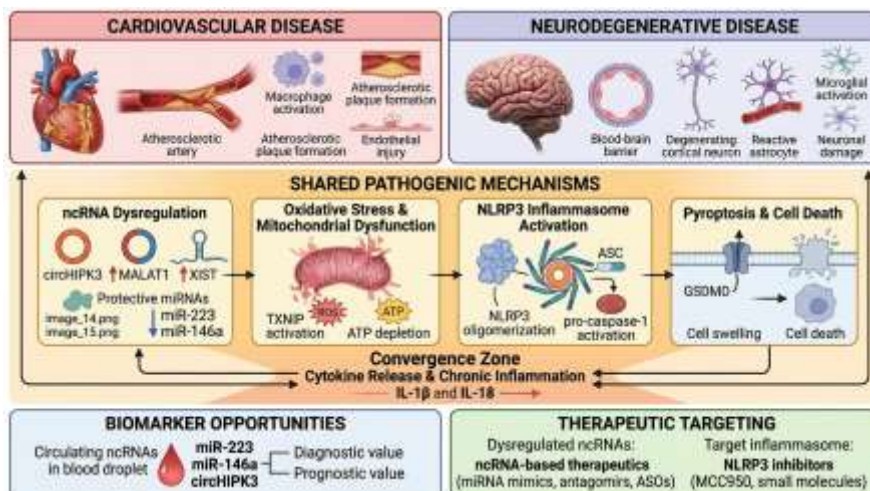 CARDIOVASCULAR DISEASE
Atherosclerotic
artery
Macrophage
activation
Atherosclerotic
plaque formation
Atherosclerotic
plaque formation
Endothelial
injury
NEURODEGENERATIVE DISEASE
Blood-brain
barrier
Degenerating
cortical neuron
Reactive
astrocyte
Microglial
activation
Neuronal
damage
SHARED PATHOGENIC MECHANISMS
ncRNA Dysregulation
circHIPK3
MALAT1
XIST
Protective miRNAs
image_14.png
image_15.png
miR-223
miR-146a
Oxidative Stress &
Mitochondrial Dysfunction
TXNIP
activation
ATP
ATP depletion
NLRP3 Inflammasome
Activation
ASC
NLRP3
oligomerization
pro-caspase-1
activation
Pyroptosis & Cell Death
GSDMD
Cell swelling
Cell death
Convergence Zone
Cytokine Release & Chronic Inflammation
IL-1β and IL-18
BIOMARKER OPPORTUNITIES
Circulating ncRNAs
in blood droplet
miR-223
miR-146a
circHIPK3
Diagnostic value
Prognostic value
THERAPEUTIC TARGETING
Dysregulated ncRNAs:
ncRNA-based therapeutics
(miRNA mimics, antagomirs, ASOs)
Target inflammasome:
NLRP3 inhibitors
(MCC950, small molecules)